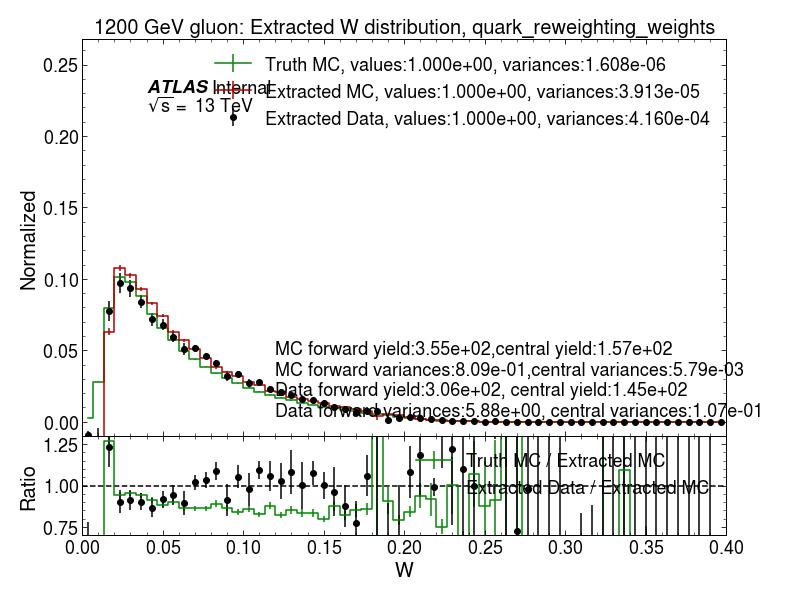 1200 GeV gluon: Extracted W distribution, quark_reweighting_weights
Truth MC, values:1.000e+00, variances:1.608e-06
ATLAS Internal
Extracted MC, values:1.000e+00, variances:3.913e-05
√s = 13 TeV
Extracted Data, values:1.000e+00, variances:4.160e-04
Normalized
0.25
0.20
0.15
0.10
0.05
0.00
MC forward yield:3.55e+02,central yield:1.57e+02
MC forward variances:8.09e-01,central variances:5.79e-03
Data forward yield:3.06e+02, central yield:1.45e+02
Data forward variances:5.88e+00, central variances:1.07e-01
Ratio
1.25
1.00
0.75
Truth MC / Extracted MC
Extracted Data / Extracted MC
0.00 0.05 0.10 0.15 0.20 0.25 0.30 0.35 0.40
W